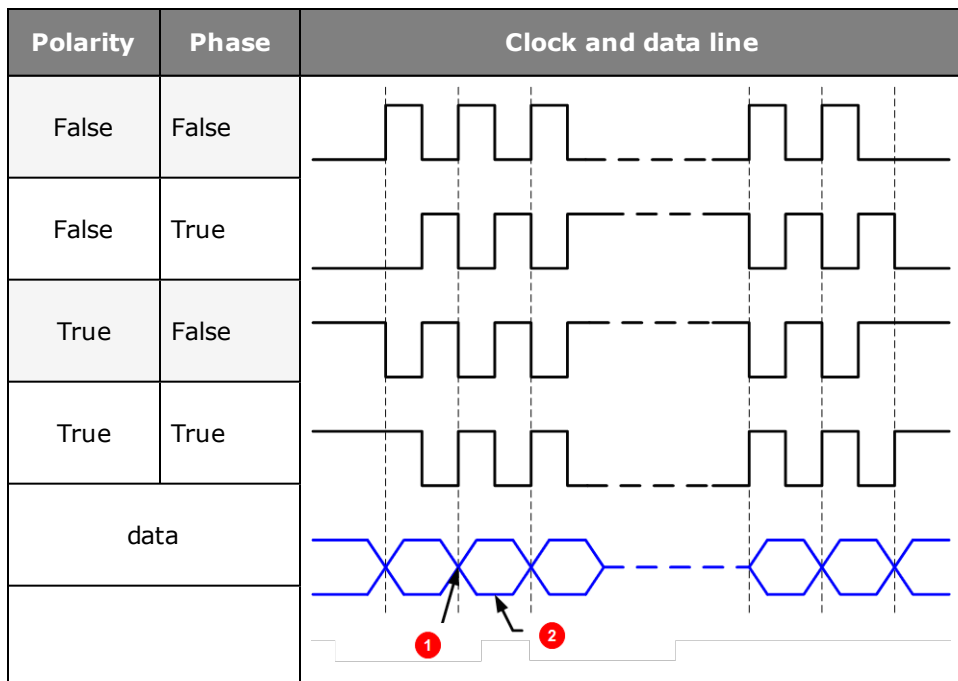 Polarity Phase Clock and data line
False False
False True
True False
True True
data
1 2